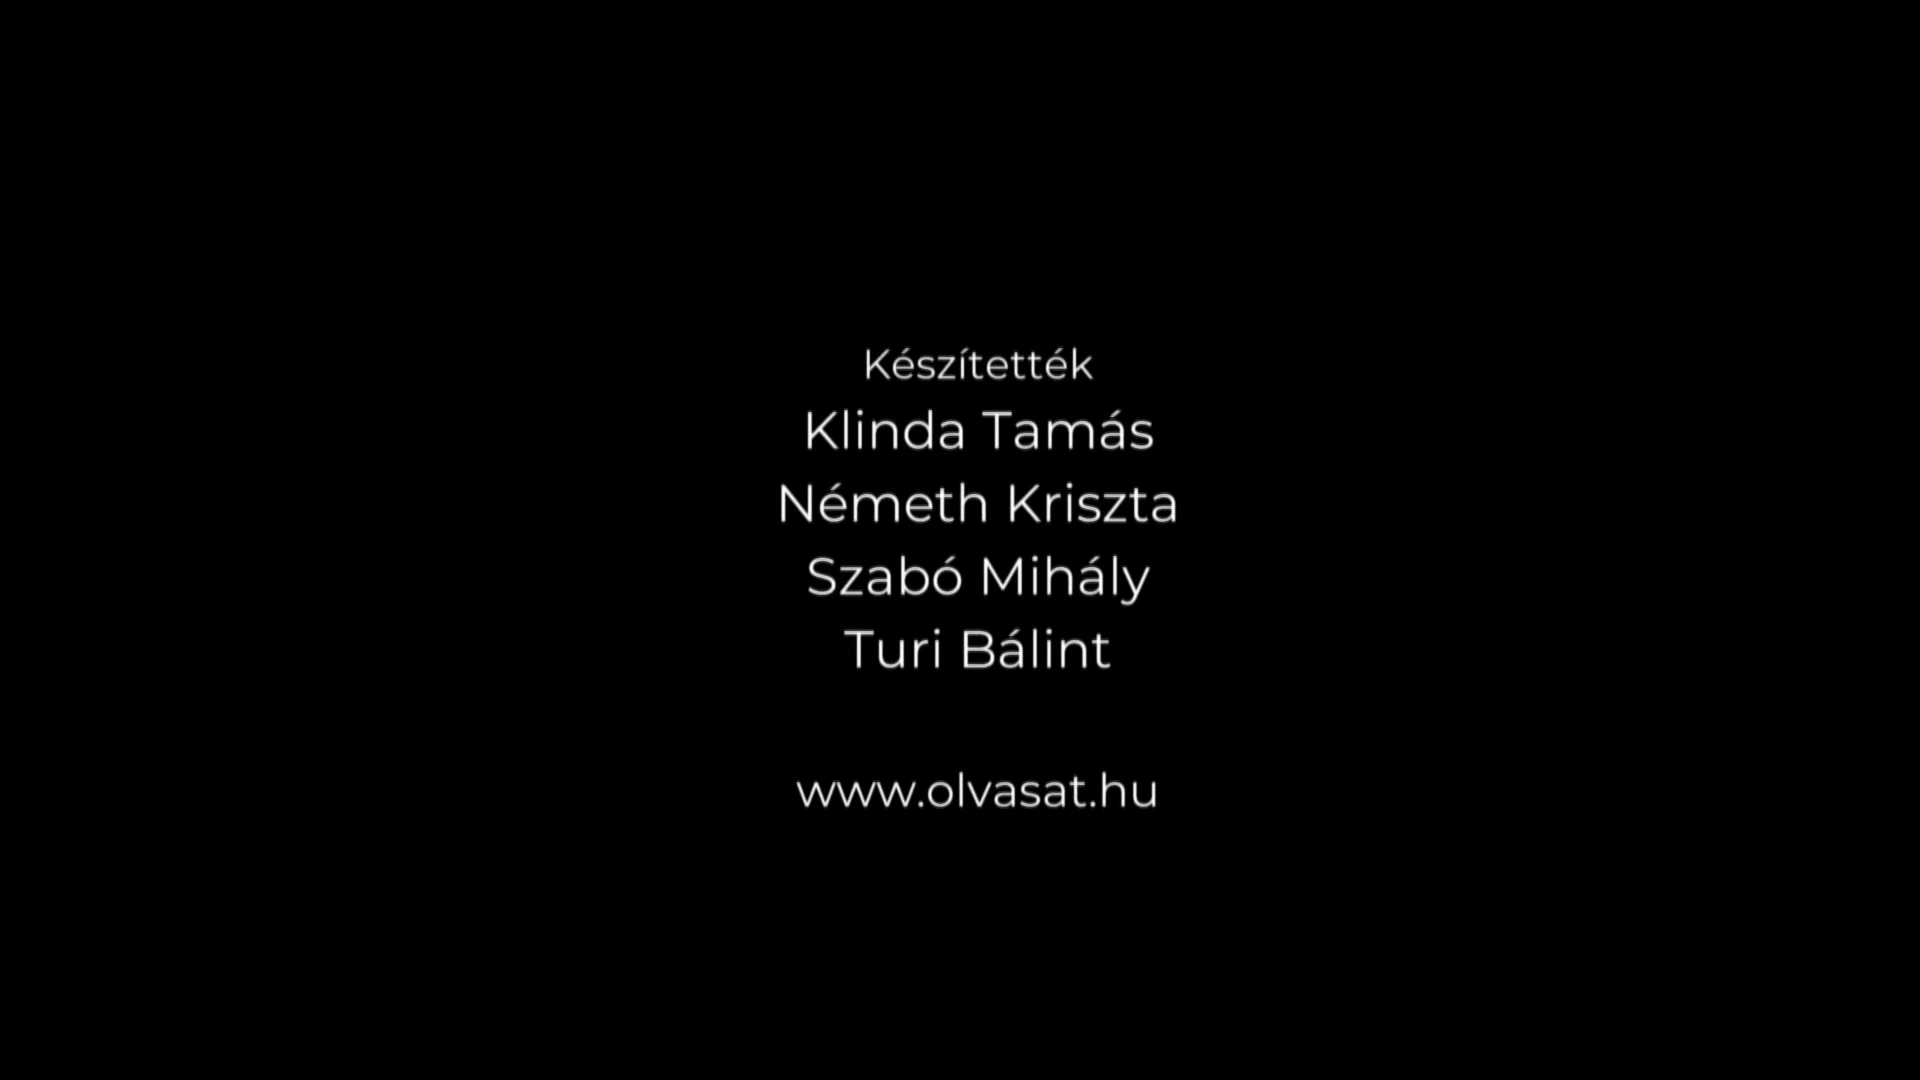 Készítették
Klinda Tamás
Németh Kriszta
Szabó Mihály
Turi Bálint
www.olvasat.hu